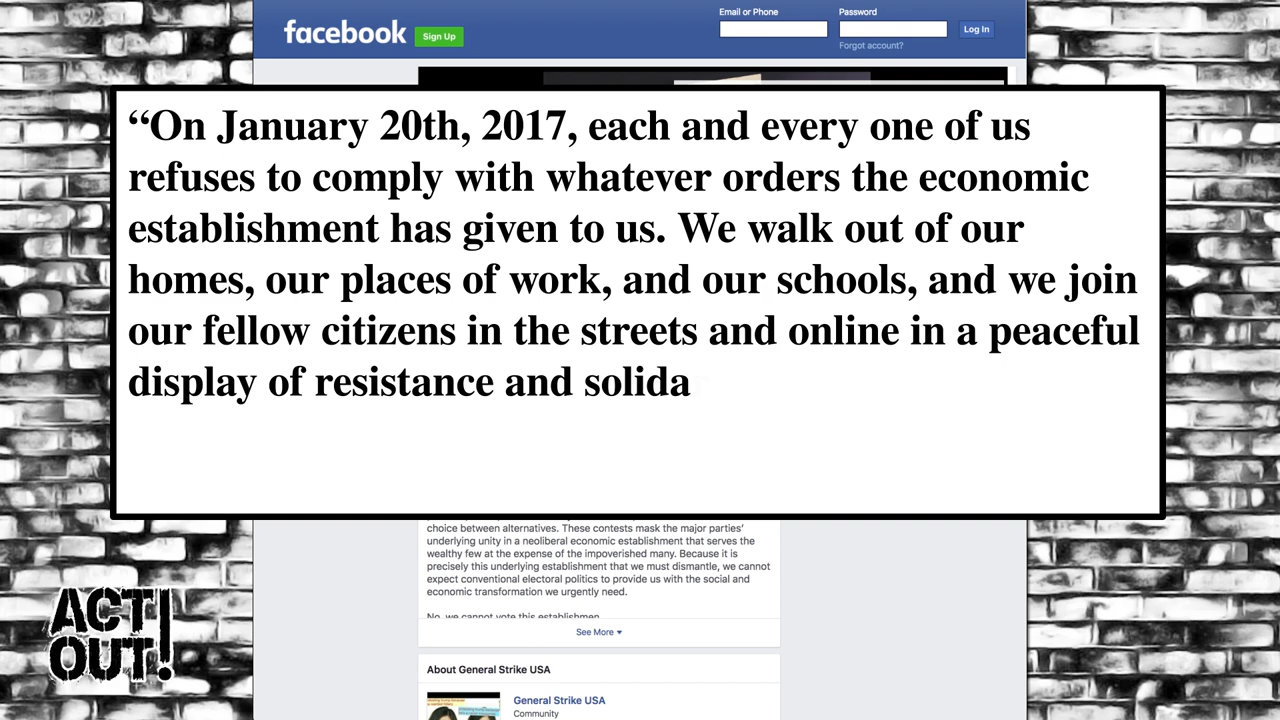 Email or Phone
Password
facebook
Sign Up
Log In
Forgot account?
“On January 20th, 2017, each and every one of us
refuses to comply with whatever orders the economic
establishment has given to us. We walk out of our
homes, our places of work, and our schools, and we join
our fellow citizens in the streets and online in a peaceful
display of resistance and solida
choice between alternatives. These contests mask the major parties’
underlying unity in a neoliberal economic establishment that serves the
wealthy few at the expense of the impoverished many. Because it is
precisely this underlying establishment that we must dismantle, we cannot
expect conventional electoral politics to provide us with the social and
economic transformation we urgently need.
No, we cannot vote this establishmen
See More
About General Strike USA
General Strike USA
Community
ACT
OUT!